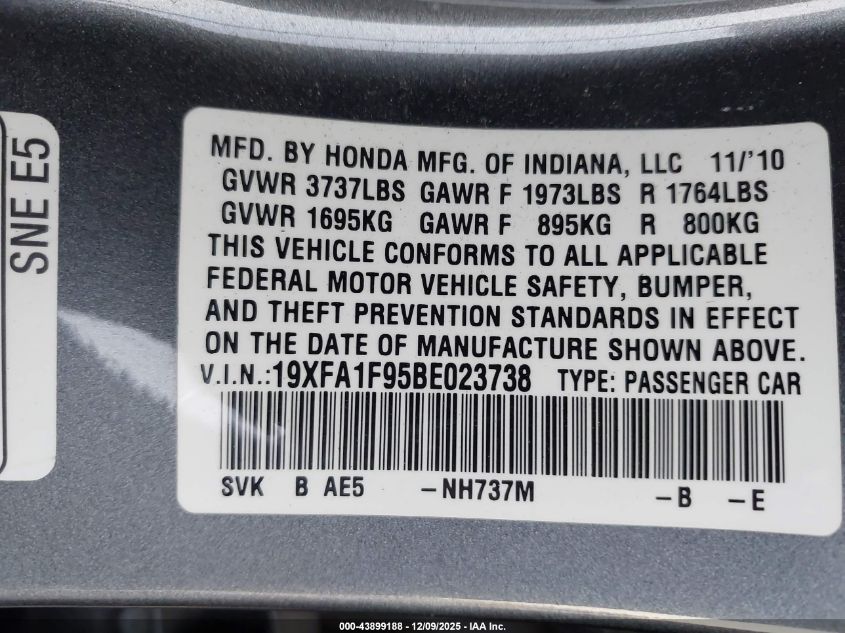 SNE E5
MFD. BY HONDA MFG. OF INDIANA, LLC 11/'10
GVWR 3737LBS GAWR F 1973LBS R 1764LBS
GVWR 1695KG GAWR F 895KG R 800KG
THIS VEHICLE CONFORMS TO ALL APPLICABLE
FEDERAL MOTOR VEHICLE SAFETY, BUMPER,
AND THEFT PREVENTION STANDARDS IN EFFECT
ON THE DATE OF MANUFACTURE SHOWN ABOVE.
V.I.N.:19XFA1F95BE023738 TYPE: PASSENGER CAR
SVK B AE5 -NH737M -B -E
000-43899188 - 12/09/2025 - IAA Inc.